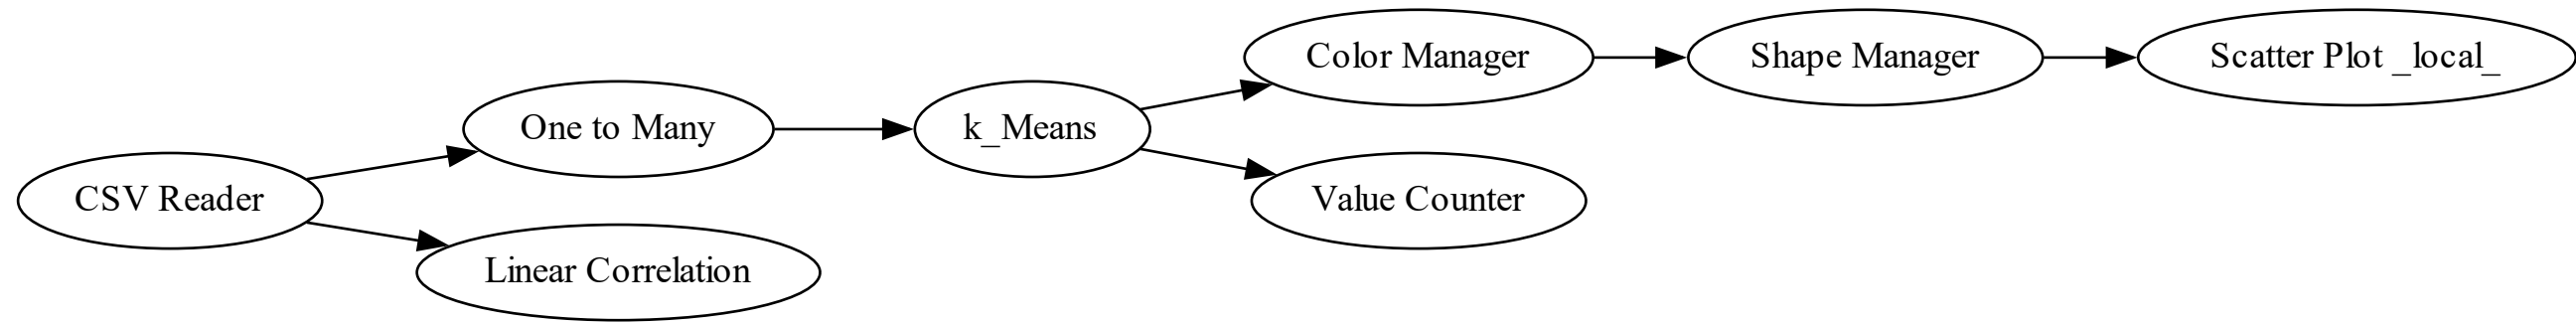 CSV Reader
One to Many
Linear Correlation
k_Means
Color Manager
Value Counter
Shape Manager
Scatter Plot _local_